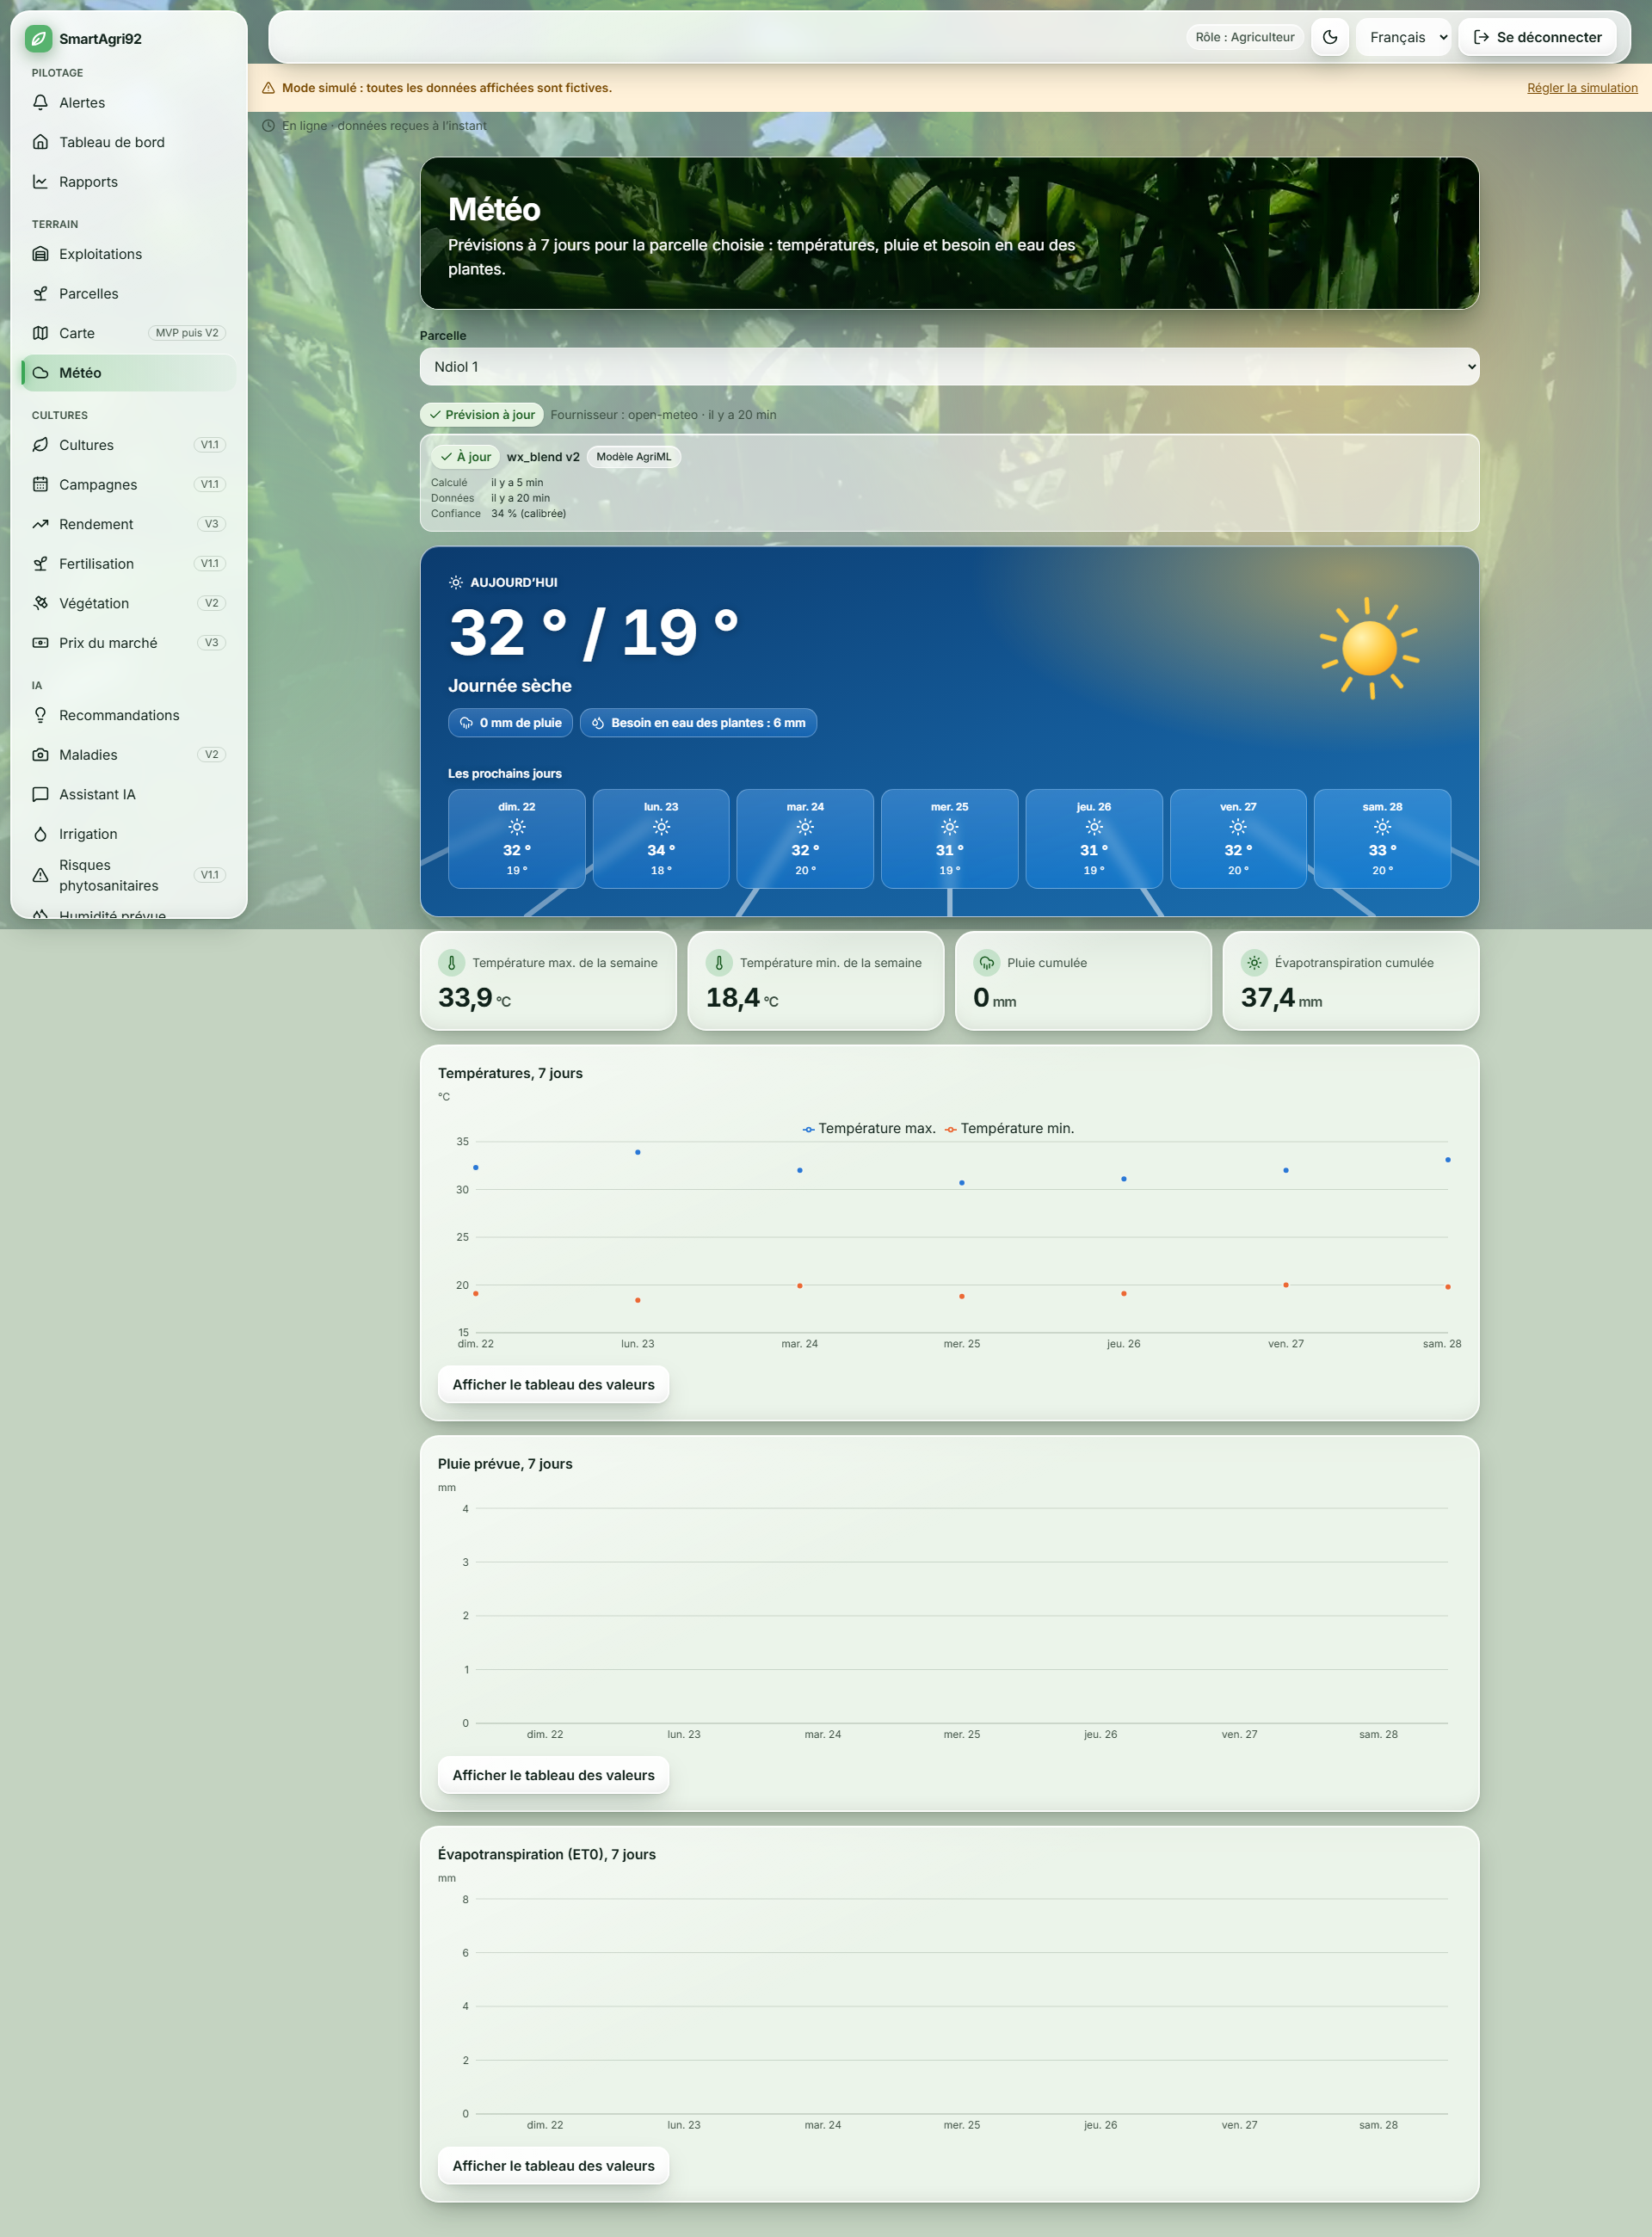 SmartAgri92
PILOTAGE
Alertes
Tableau de bord
Rapports
TERRAIN
Exploitations
Parcelles
Carte MVP puis V2
Météo
CULTURES
Cultures V1.1
Campagnes V1.1
Rendement V3
Fertilisation V1.1
Végétation V2
Prix du marché V3
IA
Recommandations
Maladies V2
Assistant IA
Irrigation
Risques
phytosanitaires V1.1
Humidité prévue
Rôle : Agriculteur Français Se déconnecter
Mode simulé : toutes les données affichées sont fictives. Régler la simulation
En ligne · données reçues à l'instant
Météo
Prévisions à 7 jours pour la parcelle choisie : températures, pluie et besoin en eau des
plantes.
Parcelle
Ndiol 1
Prévision à jour Fournisseur : open-meteo · il y a 20 min
À jour wx_blend v2 Modèle AgriML
Calculé il y a 5 min
Données il y a 20 min
Confiance 34 % (calibrée)
AUJOURD'HUI
32 ° / 19 °
Journée sèche
0 mm de pluie Besoin en eau des plantes : 6 mm
Les prochains jours
dim. 22 lun. 23 mar. 24 mer. 25 jeu. 26 ven. 27 sam. 28
32 ° 34 ° 32 ° 31 ° 31 ° 32 ° 33 °
19 ° 18 ° 20 ° 19 ° 19 ° 20 ° 20 °
Température max. de la semaine
33,9 °C
Température min. de la semaine
18,4 °C
Pluie cumulée
0 mm
Évapotranspiration cumulée
37,4 mm
Températures, 7 jours
°C
Température max. Température min.
35
30
25
20
15
dim. 22 lun. 23 mar. 24 mer. 25 jeu. 26 ven. 27 sam. 28
Afficher le tableau des valeurs
Pluie prévue, 7 jours
mm
4
3
2
1
0
dim. 22 lun. 23 mar. 24 mer. 25 jeu. 26 ven. 27 sam. 28
Afficher le tableau des valeurs
Évapotranspiration (ET0), 7 jours
mm
8
6
4
2
0
dim. 22 lun. 23 mar. 24 mer. 25 jeu. 26 ven. 27 sam. 28
Afficher le tableau des valeurs